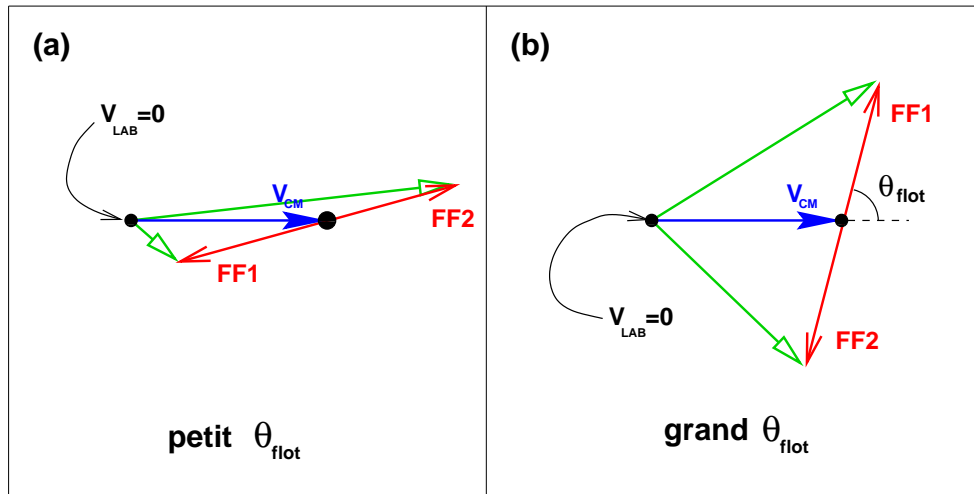 (a)
V_LAB=0
V_CM
FF2
FF1
petit θ_flot
(b)
FF1
θ_flot
V_CM
V_LAB=0
FF2
grand θ_flot